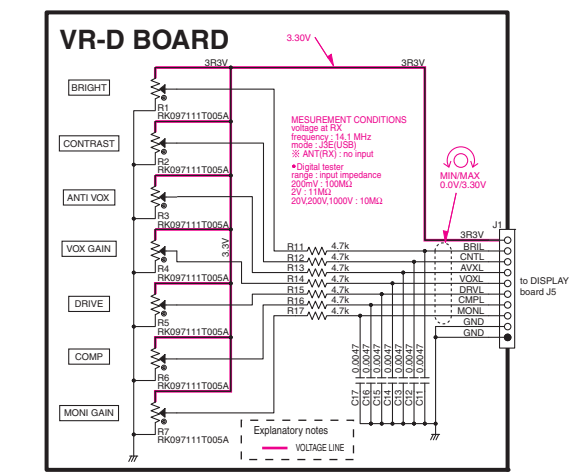 VR-D BOARD
3.30V
3R3V
3R3V
BRIGHT
R1
RK097111T005A
CONTRAST
R2
RK097111T005A
ANTI VOX
R3
RK097111T005A
VOX GAIN
R4
RK097111T005A
DRIVE
R5
RK097111T005A
COMP
R6
RK097111T005A
MONI GAIN
R7
RK097111T005A
3.3V
MESUREMENT CONDITIONS
voltage at RX
frequency : 14.1 MHz
mode : J3E(USB)
※ ANT(RX) : no input
•Digital tester
range : input impedance
200mV : 100MΩ
2V : 11MΩ
20V,200V,1000V : 10MΩ
MIN/MAX
0.0V/3.30V
J1
3R3V
R11 4.7k BRIL
R12 4.7k CNTL
R13 4.7k AVXL
R14 4.7k VOXL
R15 4.7k DRVL
R16 4.7k CMPL
R17 4.7k MONL
GND
GND
to DISPLAY
board J5
0.0047 0.0047 0.0047 0.0047 0.0047 0.0047 0.0047
C17 C16 C15 C14 C13 C12 C11
Explanatory notes
VOLTAGE LINE